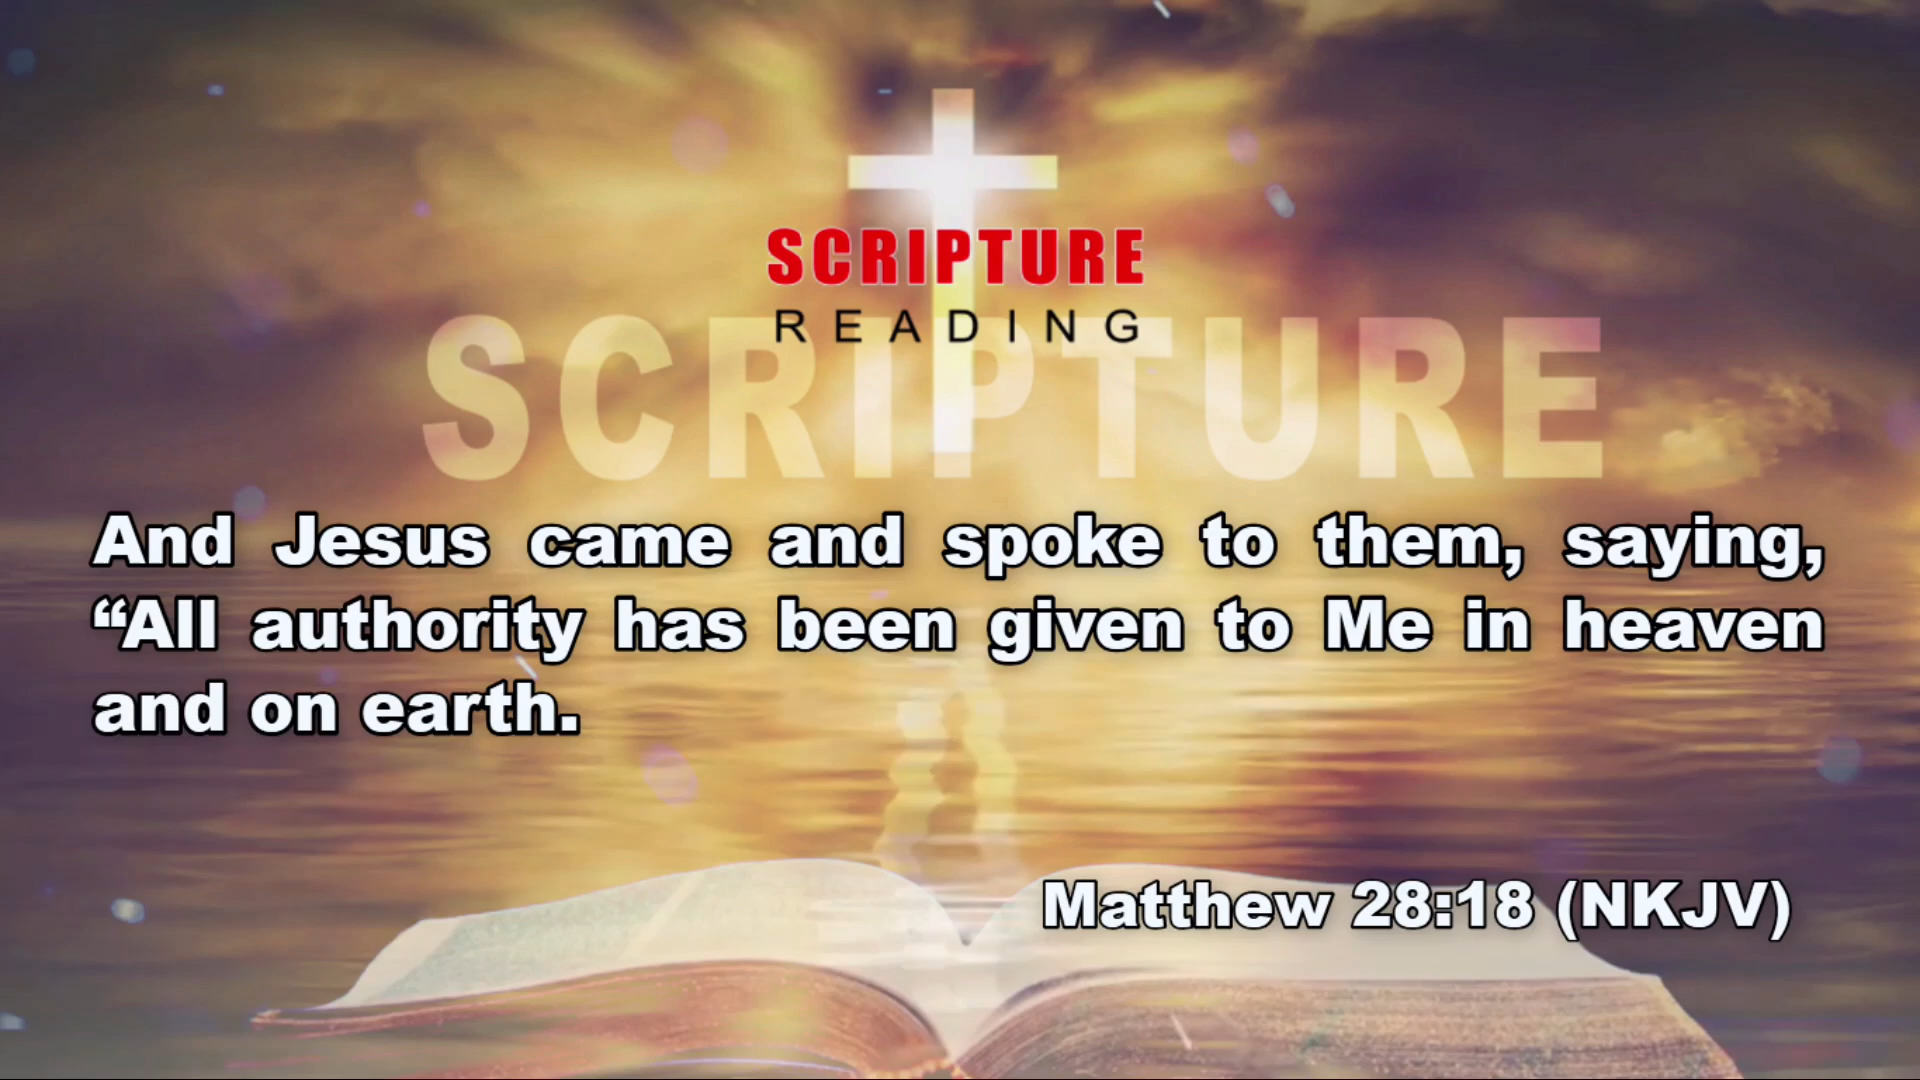 SCRIPTURE
READING
SCRIPTURE
And Jesus came and spoke to them, saying,
“All authority has been given to Me in heaven
and on earth.
Matthew 28:18 (NKJV)